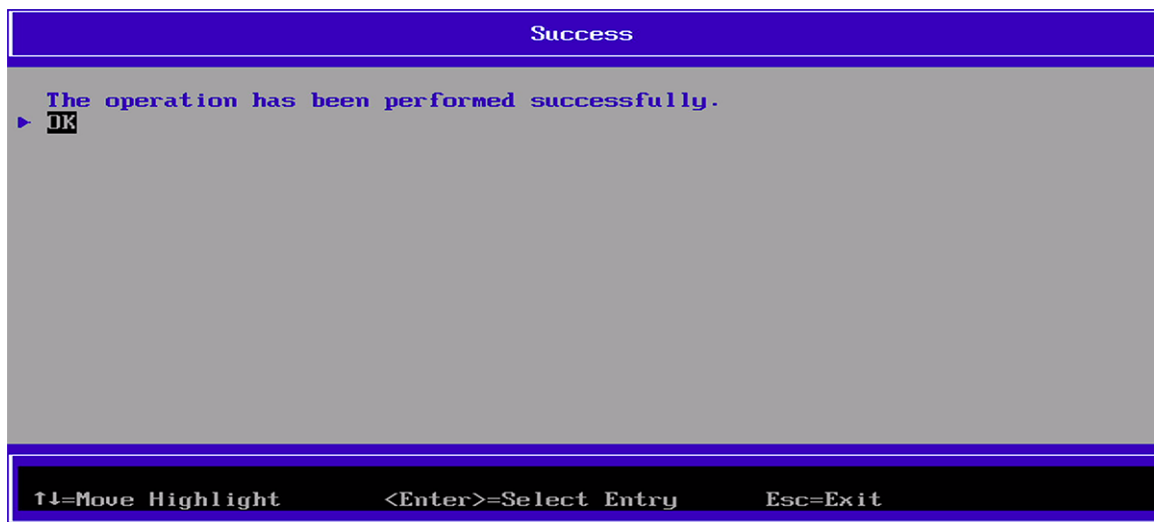 Success
The operation has been performed successfully.
► OK
↑↓=Move Highlight <Enter>=Select Entry Esc=Exit